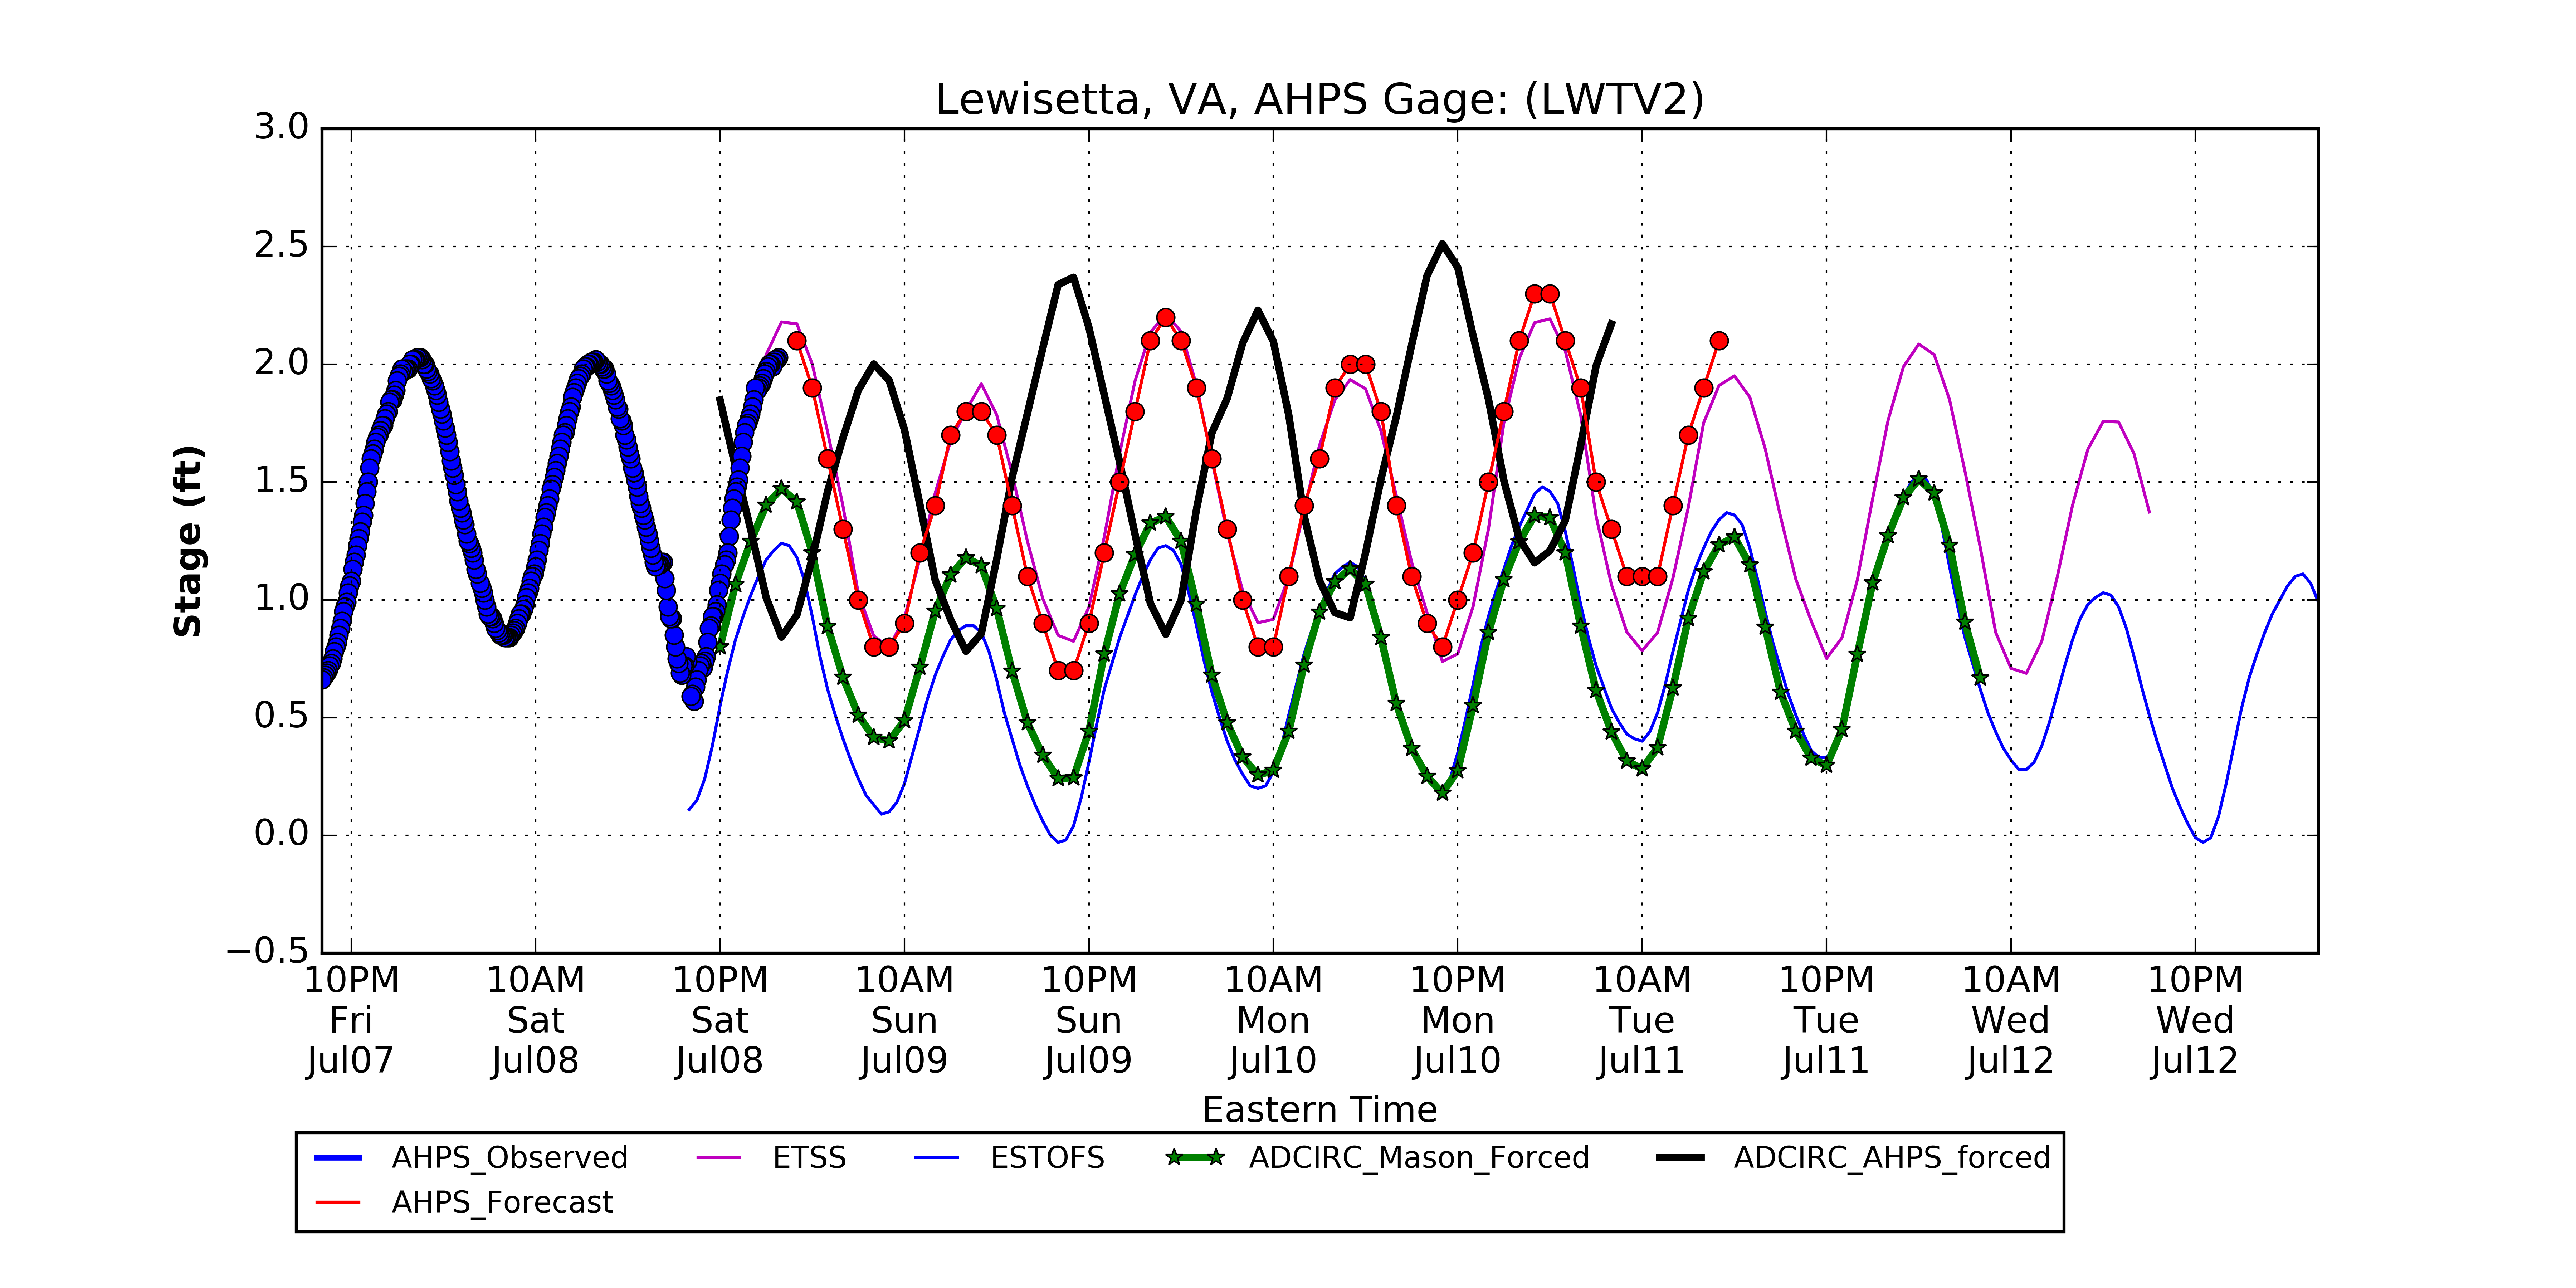 Lewisetta, VA, AHPS Gage: (LWTV2)
3.0
2.5
2.0
1.5
1.0
0.5
0.0
−0.5
Stage (ft)
10PM 10AM 10PM 10AM 10PM 10AM 10PM 10AM 10PM 10AM 10PM
Fri Sat Sat Sun Sun Mon Mon Tue Tue Wed Wed
Jul07 Jul08 Jul08 Jul09 Jul09 Jul10 Jul10 Jul11 Jul11 Jul12 Jul12
Eastern Time
AHPS_Observed ETSS ESTOFS ADCIRC_Mason_Forced ADCIRC_AHPS_forced
AHPS_Forecast